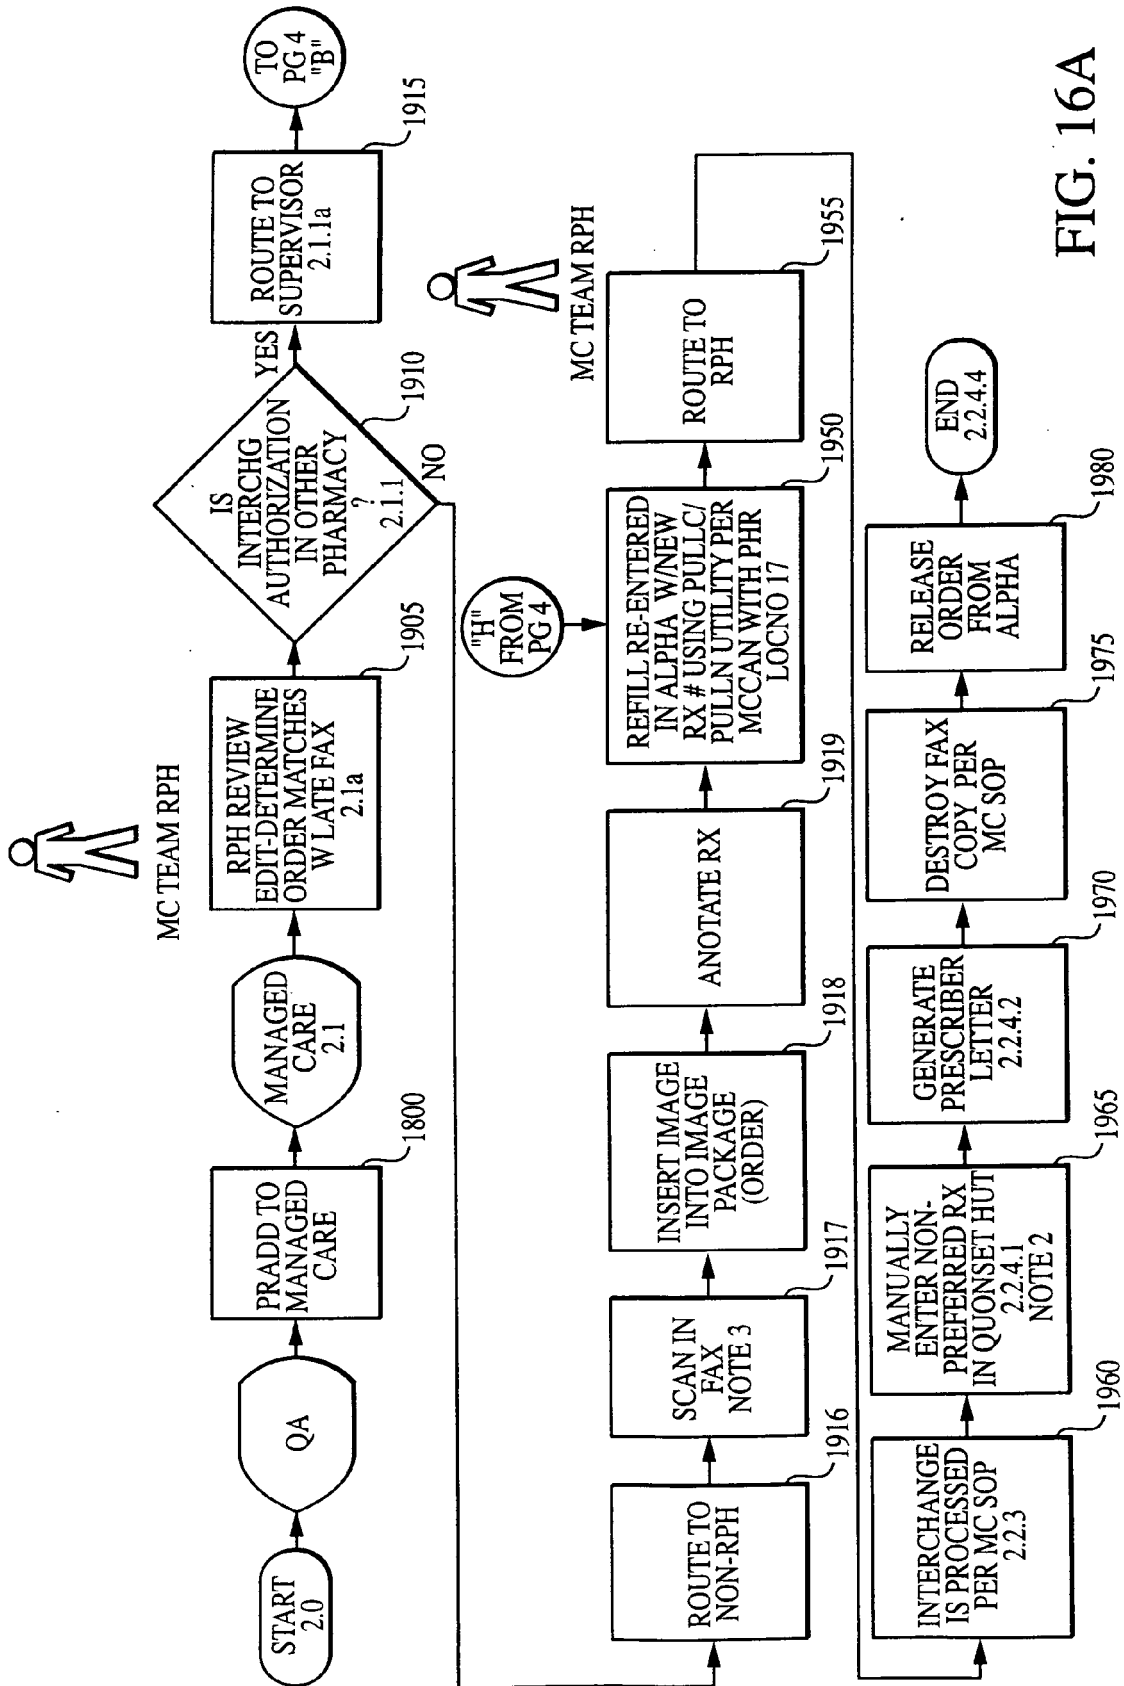 START
2.0
QA
PRADD TO
MANAGED
CARE
1800
MANAGED
CARE
2.1
MC TEAM RPH
RPH REVIEW
EDIT-DETERMINE
ORDER MATCHES
W LATE FAX
2.1a
1905
IS
INTERCHG
AUTHORIZATION
IN OTHER
PHARMACY
?
2.1.1
1910
YES
NO
ROUTE TO
SUPERVISOR
2.1.1a
1915
TO
PG 4
"B"
ROUTE TO
NON-RPH
1916
SCAN IN
FAX
NOTE 3
1917
INSERT IMAGE
INTO IMAGE
PACKAGE
(ORDER)
1918
ANOTATE RX
1919
"H"
FROM
PG 4
REFILL RE-ENTERED
IN ALPHA W/NEW
RX # USING PULLC/
PULLN UTILITY PER
MCCAN WITH PHR
LOCNO 17
1950
MC TEAM RPH
ROUTE TO
RPH
1955
INTERCHANGE
IS PROCESSED
PER MC SOP
2.2.3
1960
MANUALLY
ENTER NON-
PREFERRED RX
IN QUONSET HUT
2.2.4.1
NOTE 2
1965
GENERATE
PRESCRIBER
LETTER
2.2.4.2
1970
DESTROY FAX
COPY PER
MC SOP
1975
RELEASE
ORDER
FROM
ALPHA
1980
END
2.2.4.4
FIG. 16A